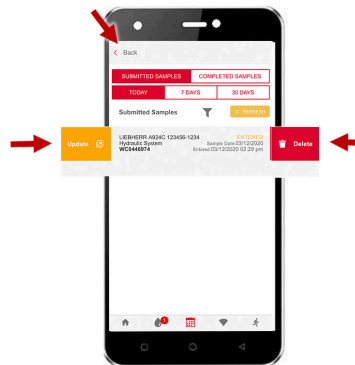 Back
SUBMITTED SAMPLES COMPLETED SAMPLES
TODAY 7 DAYS 30 DAYS
Submitted Samples REFRESH
Update Delete
LIEBHERR A924C 123456-1234 ENTERED
Hydraulic System Sample Date:03/12/2020
WC0446974 Entered:03/12/2020 02:29 pm
1